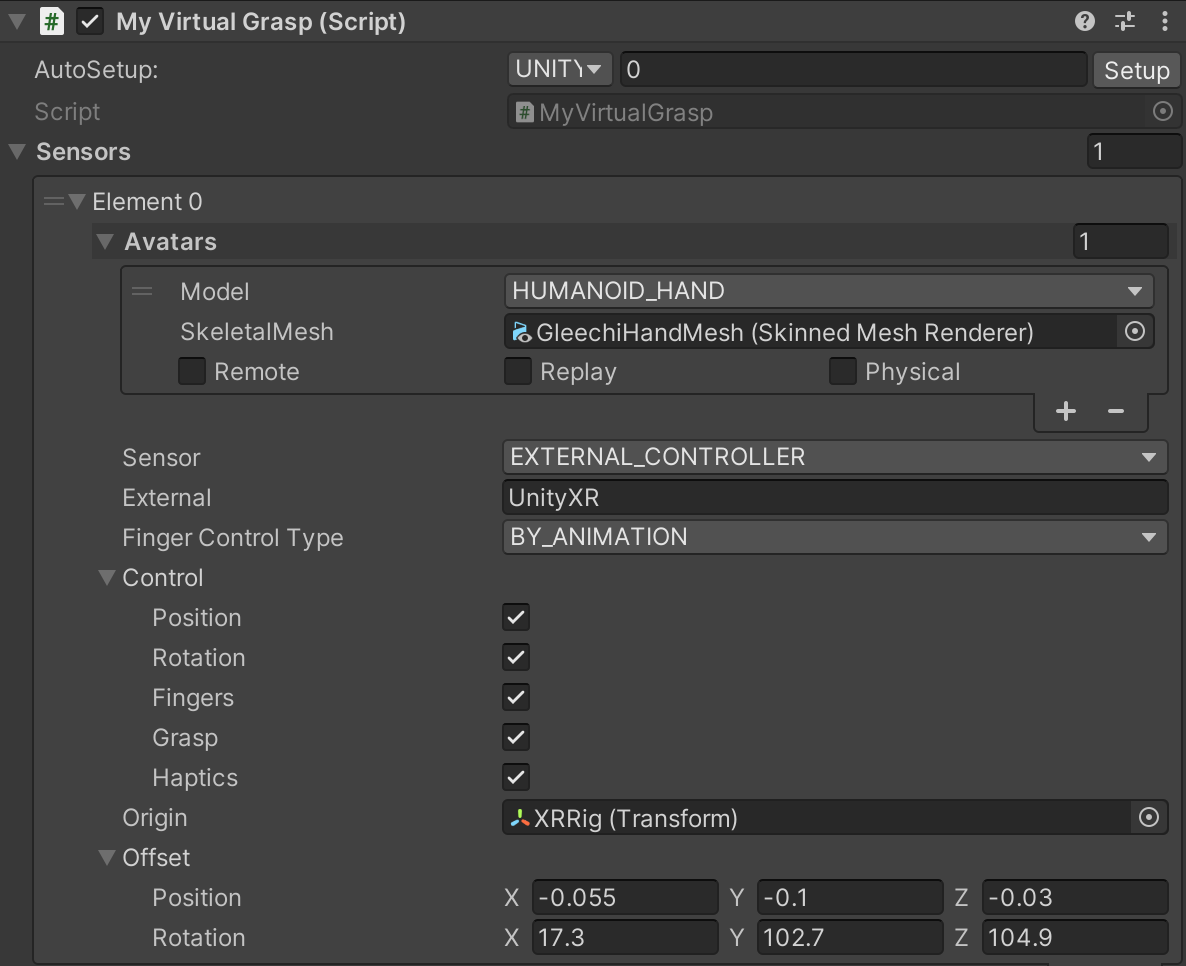 My Virtual Grasp (Script)
AutoSetup: UNITY 0 Setup
Script MyVirtualGrasp
Sensors 1
Element 0
Avatars 1
Model HUMANOID_HAND
SkeletalMesh GleechiHandMesh (Skinned Mesh Renderer)
Remote Replay Physical
Sensor EXTERNAL_CONTROLLER
External UnityXR
Finger Control Type BY_ANIMATION
Control
Position
Rotation
Fingers
Grasp
Haptics
Origin XRRig (Transform)
Offset
Position X -0.055 Y -0.1 Z -0.03
Rotation X 17.3 Y 102.7 Z 104.9